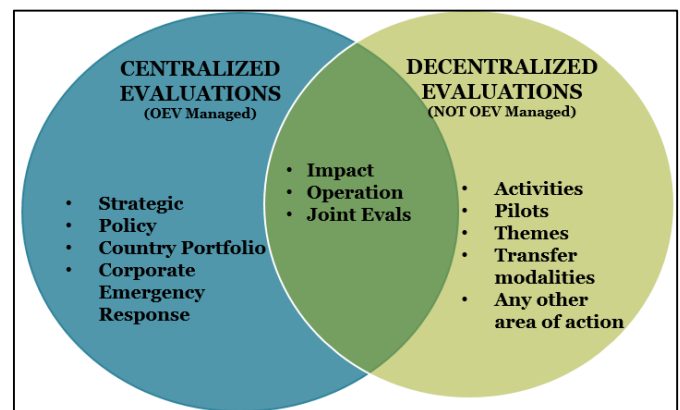 CENTRALIZED
EVALUATIONS
(OEV Managed)
• Strategic
• Policy
• Country Portfolio
• Corporate
Emergency
Response
• Impact
• Operation
• Joint Evals
DECENTRALIZED
EVALUATIONS
(NOT OEV Managed)
• Activities
• Pilots
• Themes
• Transfer
modalities
• Any other
area of action